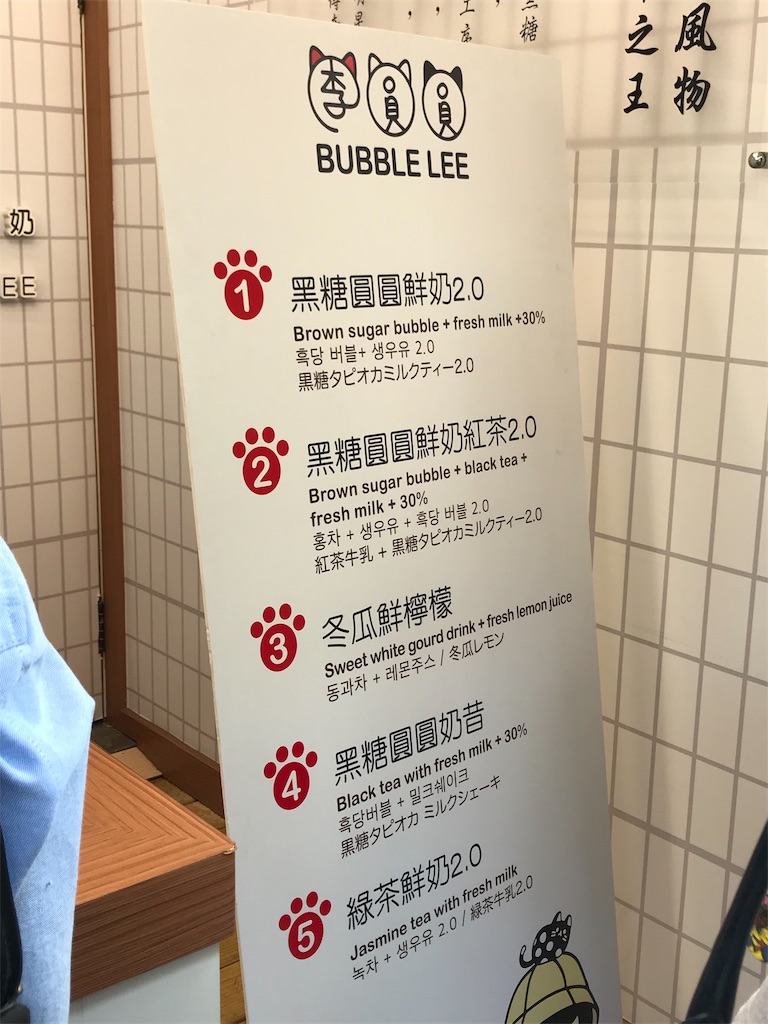 風物
之王
黑糖
李圓圓
BUBBLE LEE
奶
EE
1
黑糖圓圓鮮奶2.0
Brown sugar bubble + fresh milk +30%
흑당 버블+ 생우유 2.0
黒糖タピオカミルクティー2.0
2
黑糖圓圓鮮奶紅茶2.0
Brown sugar bubble + black tea +
fresh milk + 30%
홍차 + 생우유 + 흑당 버블 2.0
紅茶牛乳 + 黒糖タピオカミルクティー2.0
3
冬瓜鮮檸檬
Sweet white gourd drink + fresh lemon juice
동과차 + 레몬주스 / 冬瓜レモン
4
黑糖圓圓奶昔
Black tea with fresh milk + 30%
흑당버블 + 밀크쉐이크
黒糖タピオカ ミルクシェーキ
5
綠茶鮮奶2.0
Jasmine tea with fresh milk
녹차 + 생우유 2.0 / 緑茶牛乳2.0